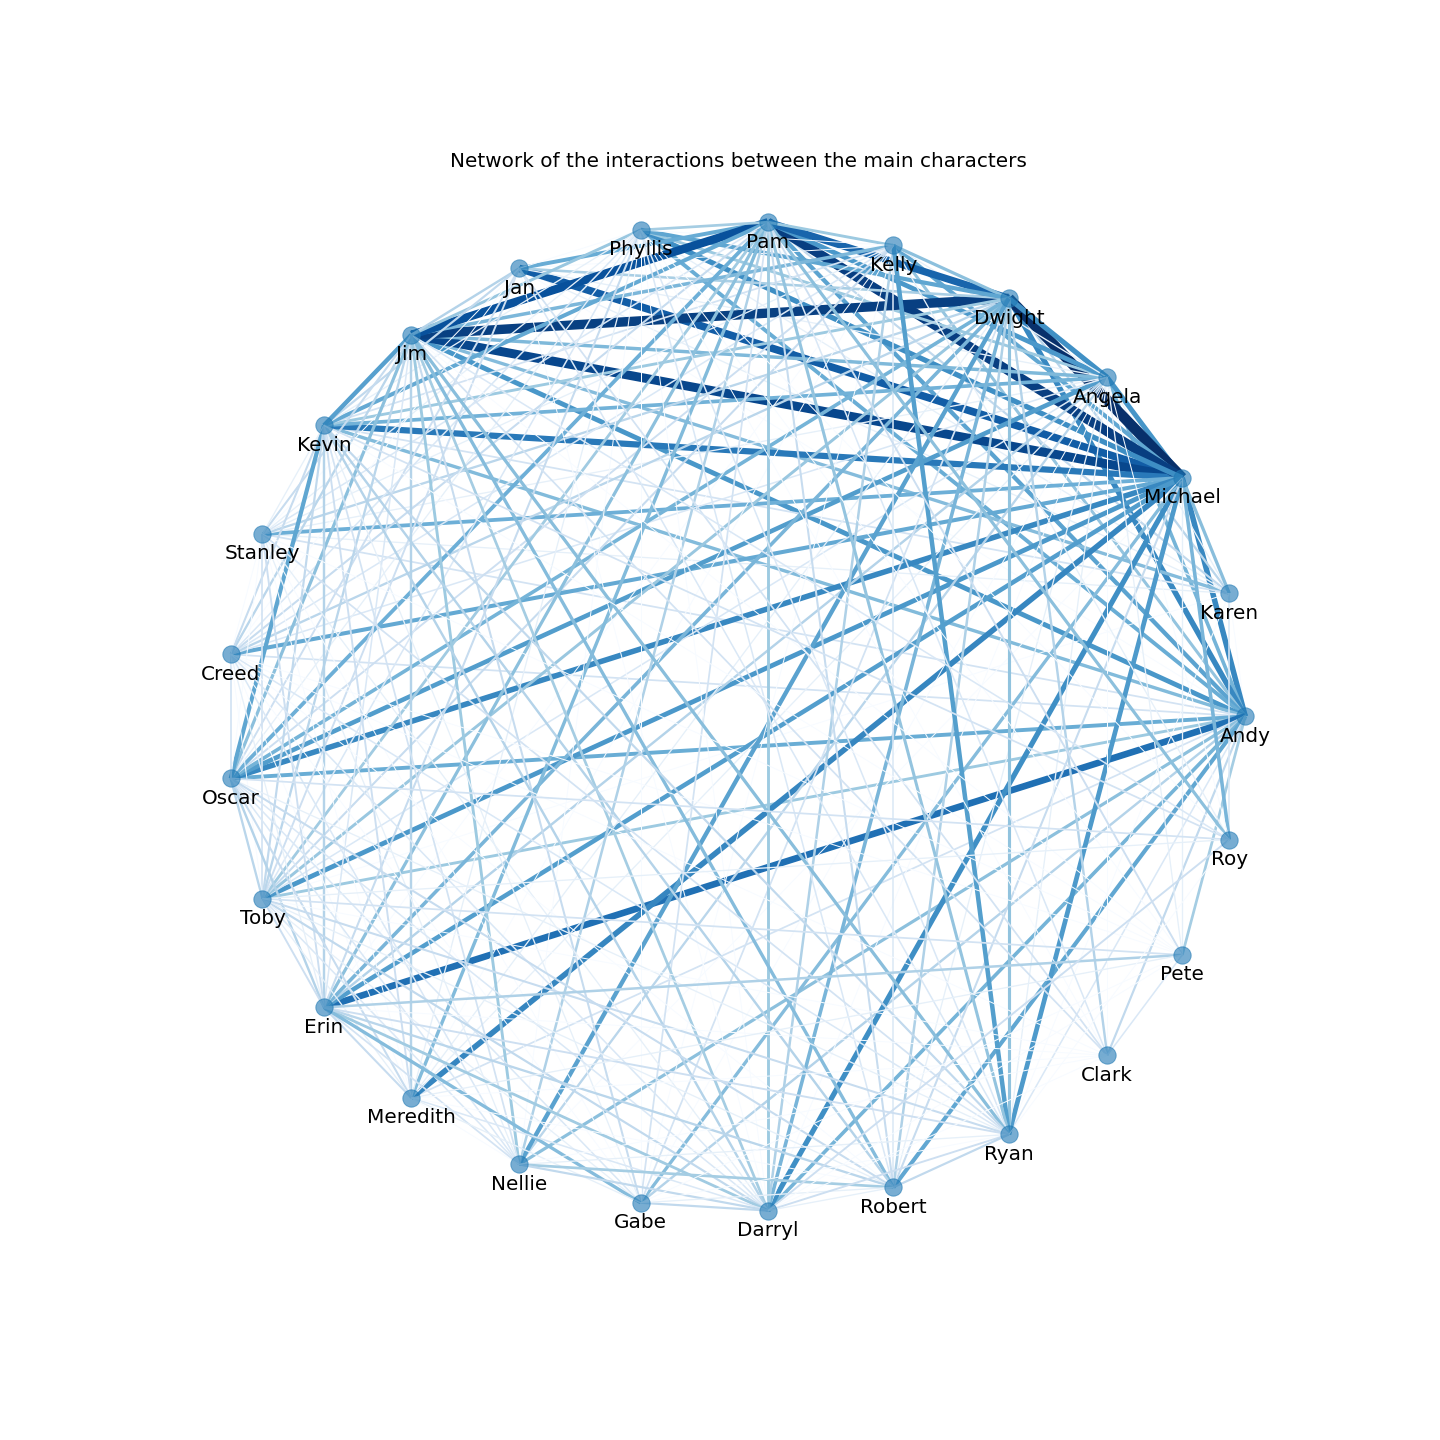 Network of the interactions between the main characters
Pam
Phyllis
Kelly
Jan
Dwight
Jim
Angela
Kevin
Michael
Stanley
Karen
Creed
Andy
Oscar
Roy
Toby
Pete
Erin
Clark
Meredith
Ryan
Nellie
Robert
Gabe
Darryl